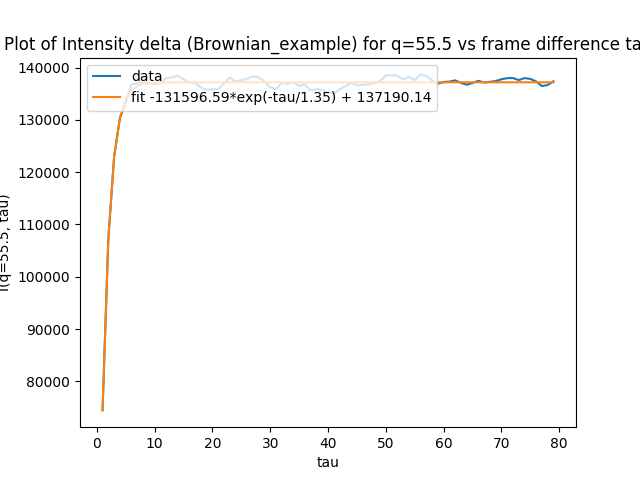 Plot of Intensity delta (Brownian_example) for q=55.5 vs frame difference ta
data
fit -131596.59*exp(-tau/1.35) + 137190.14
140000
130000
120000
110000
100000
90000
80000
I(q=55.5, tau)
0 10 20 30 40 50 60 70 80
tau